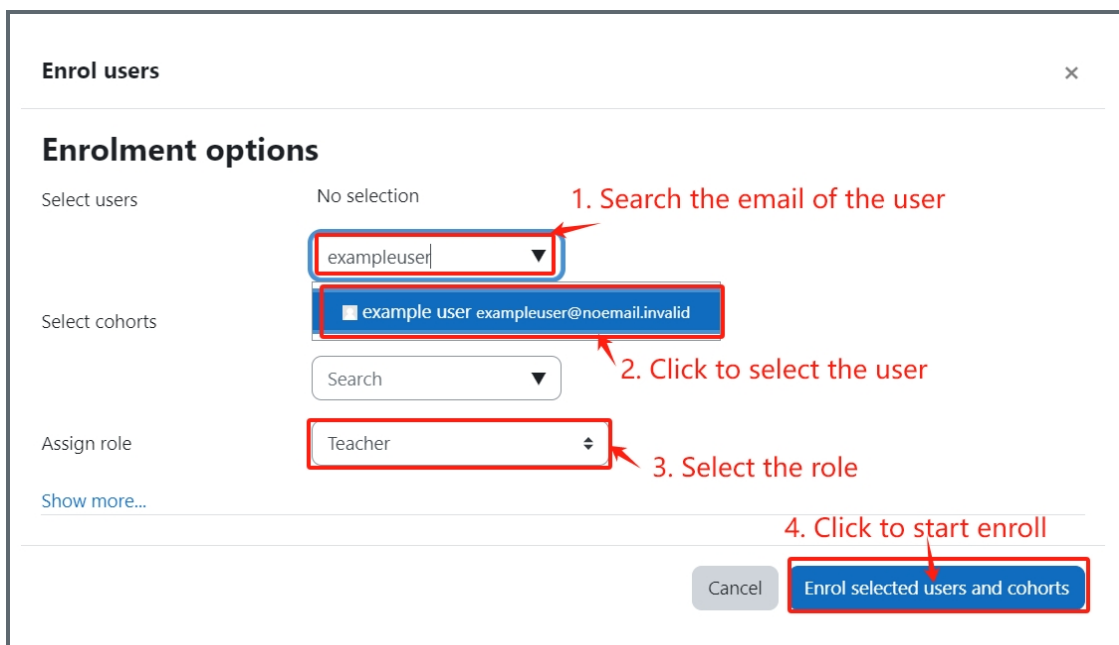 Enrol users ×
Enrolment options
Select users
No selection
1. Search the email of the user
exampleuser
example user exampleuser@noemail.invalid
Select cohorts
2. Click to select the user
Search
Assign role
Teacher
3. Select the role
Show more...
4. Click to start enroll
Cancel
Enrol selected users and cohorts